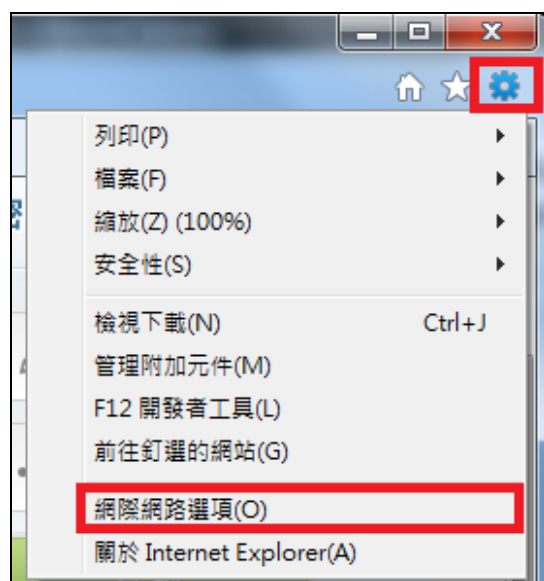 列印(P)
檔案(F)
縮放(Z) (100%)
安全性(S)
檢視下載(N) Ctrl+J
管理附加元件(M)
F12 開發者工具(L)
前往釘選的網站(G)
網際網路選項(O)
關於 Internet Explorer(A)